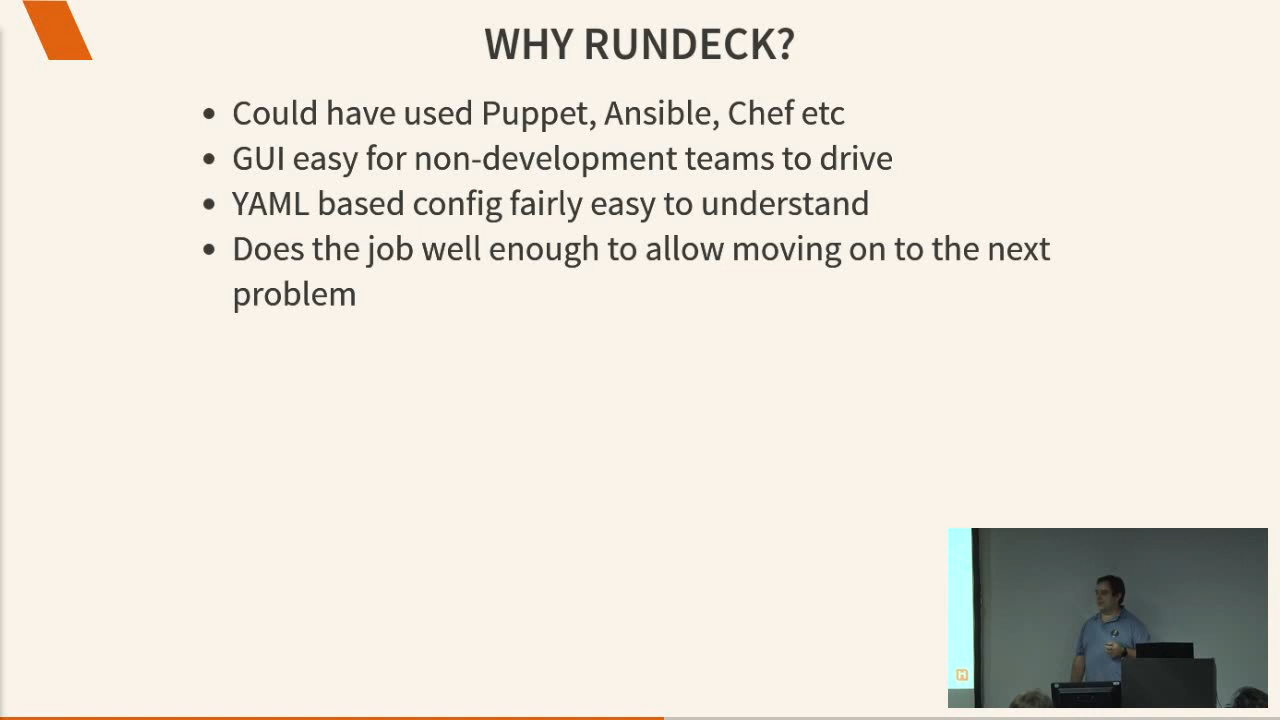 WHY RUNDECK?
• Could have used Puppet, Ansible, Chef etc
• GUI easy for non-development teams to drive
• YAML based config fairly easy to understand
• Does the job well enough to allow moving on to the next
problem